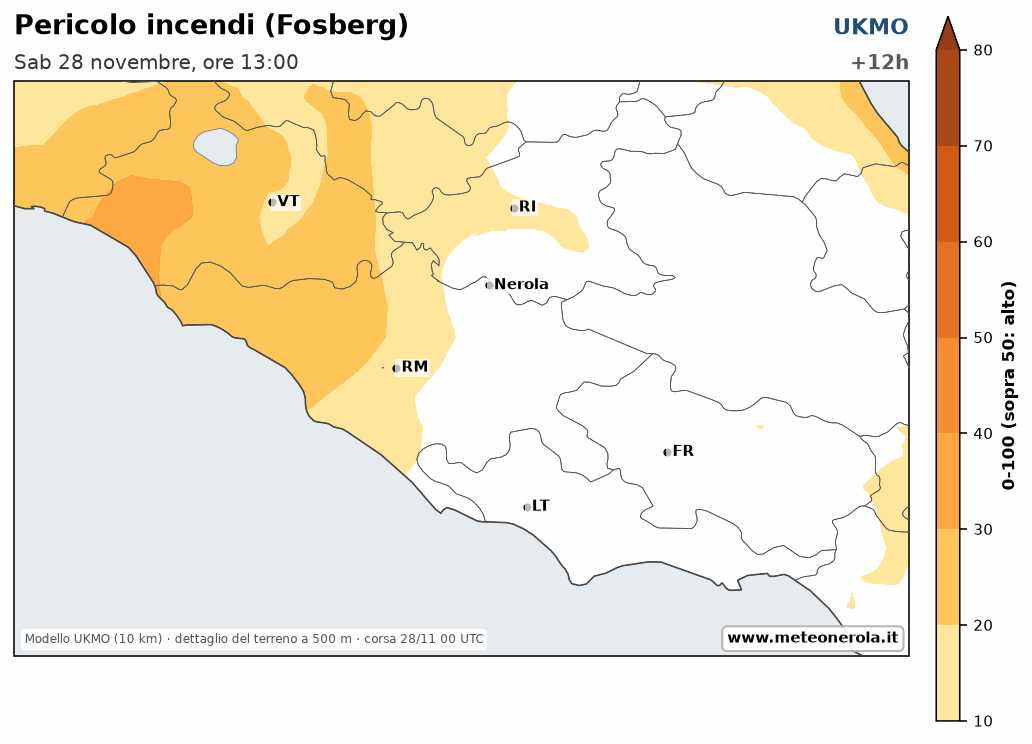 Pericolo incendi (Fosberg)
UKMO
Sab 28 novembre, ore 13:00
+12h
80
70
60
50
40
30
20
10
0-100 (sopra 50: alto)
VT
RI
Nerola
RM
FR
LT
Modello UKMO (10 km) · dettaglio del terreno a 500 m · corsa 28/11 00 UTC
www.meteonerola.it